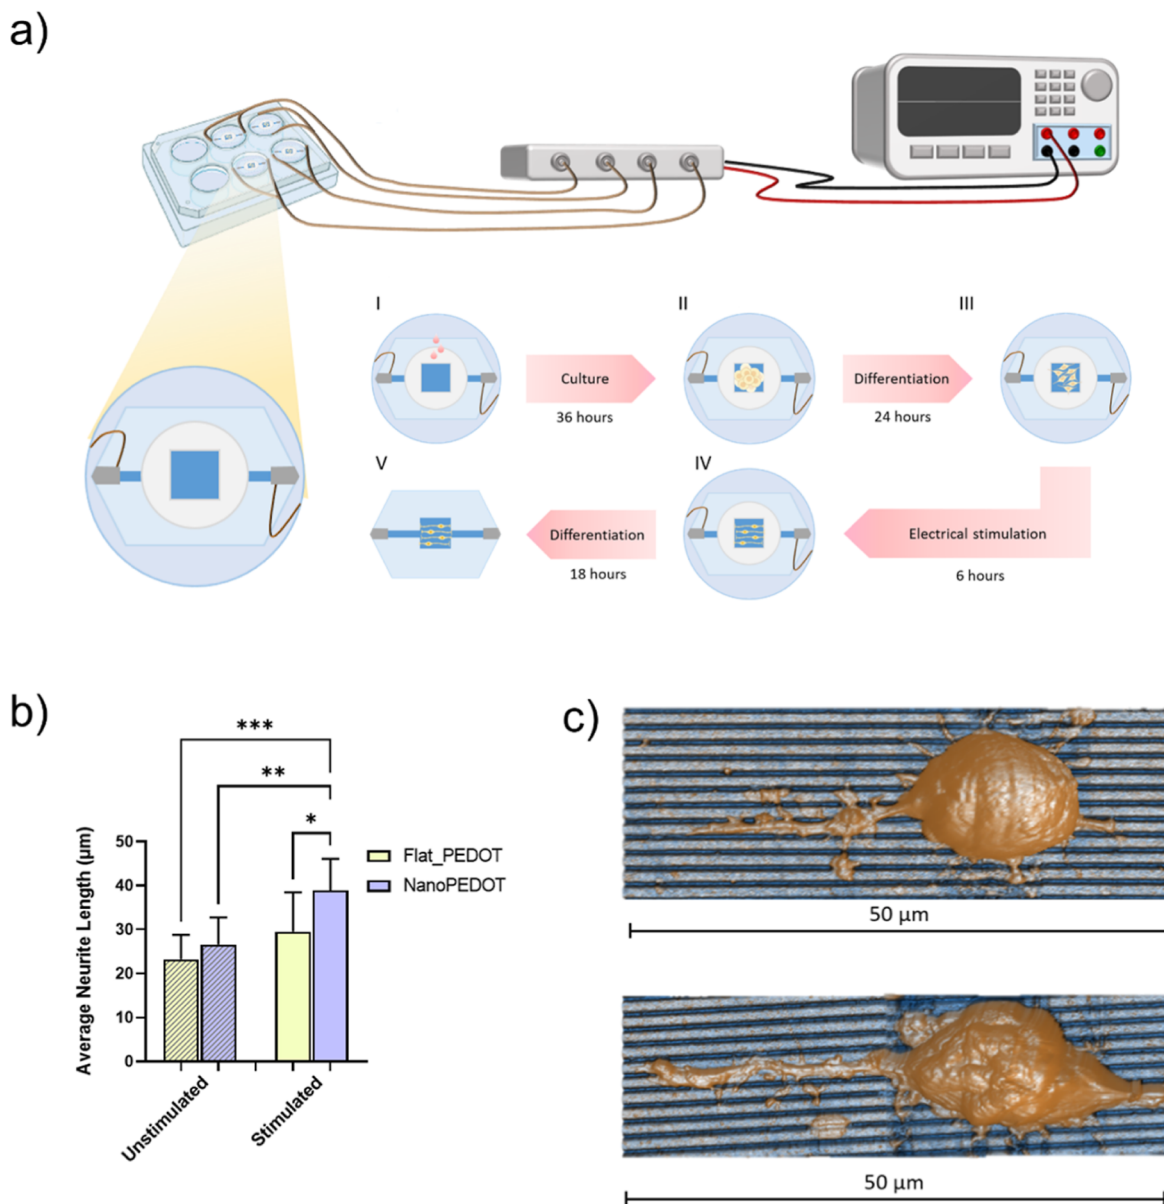 a)
I
II
III
Culture
36 hours
Differentiation
24 hours
V
IV
Differentiation
18 hours
Electrical stimulation
6 hours
b)
***
**
*
Flat_PEDOT
NanoPEDOT
Average Neurite Length (µm)
50
40
30
20
10
0
Unstimulated
Stimulated
c)
50 µm
50 µm